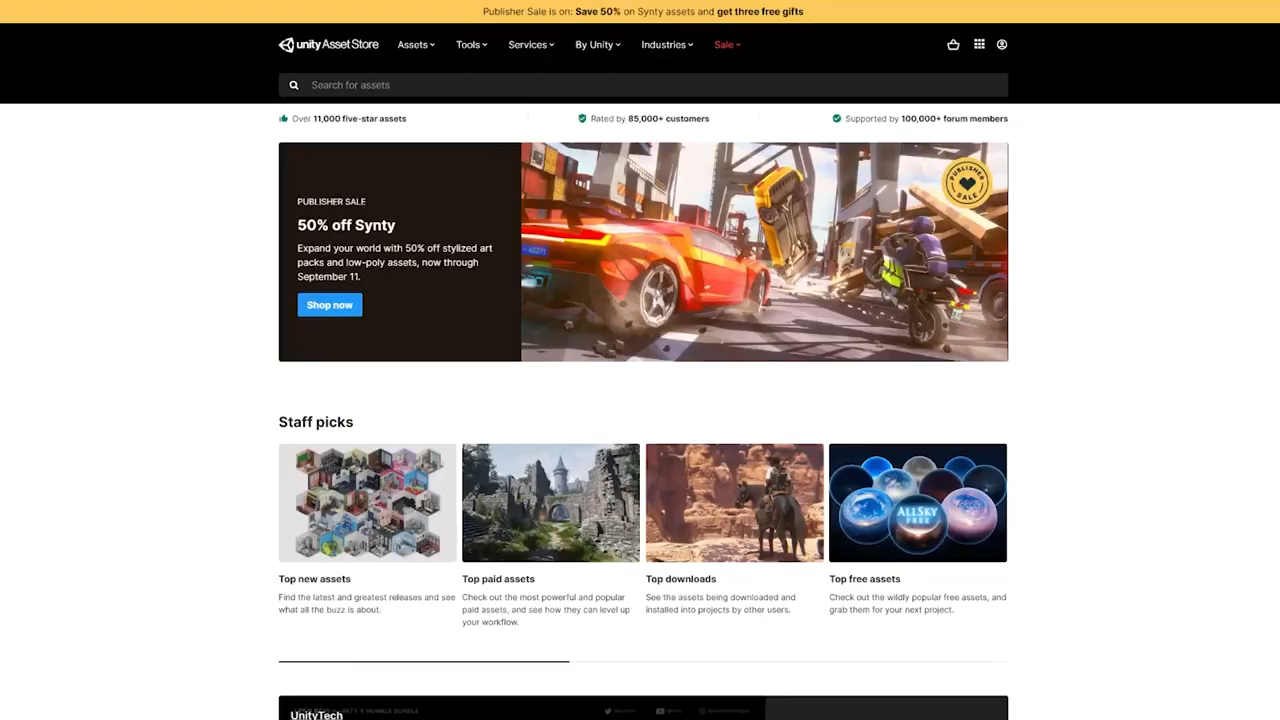 Publisher Sale is on: Save 50% on Synty assets and get three free gifts
unity Asset Store Assets Tools Services By Unity Industries Sale
Search for assets
Over 11,000 five-star assets Rated by 85,000+ customers Supported by 100,000+ forum members
PUBLISHER SALE
50% off Synty
Expand your world with 50% off stylized art
packs and low-poly assets, now through
September 11.
Shop now
PUBLISHER SALE
Staff picks
ALLSKY
FREE
Top new assets
Find the latest and greatest releases and see
what all the buzz is about.
Top paid assets
Check out the most powerful and popular
paid assets, and see how they can level up
your workflow.
Top downloads
See the assets being downloaded and
installed into projects by other users.
Top free assets
Check out the wildly popular free assets, and
grab them for your next project.
UnityTech
HUMBLE BUNDLE